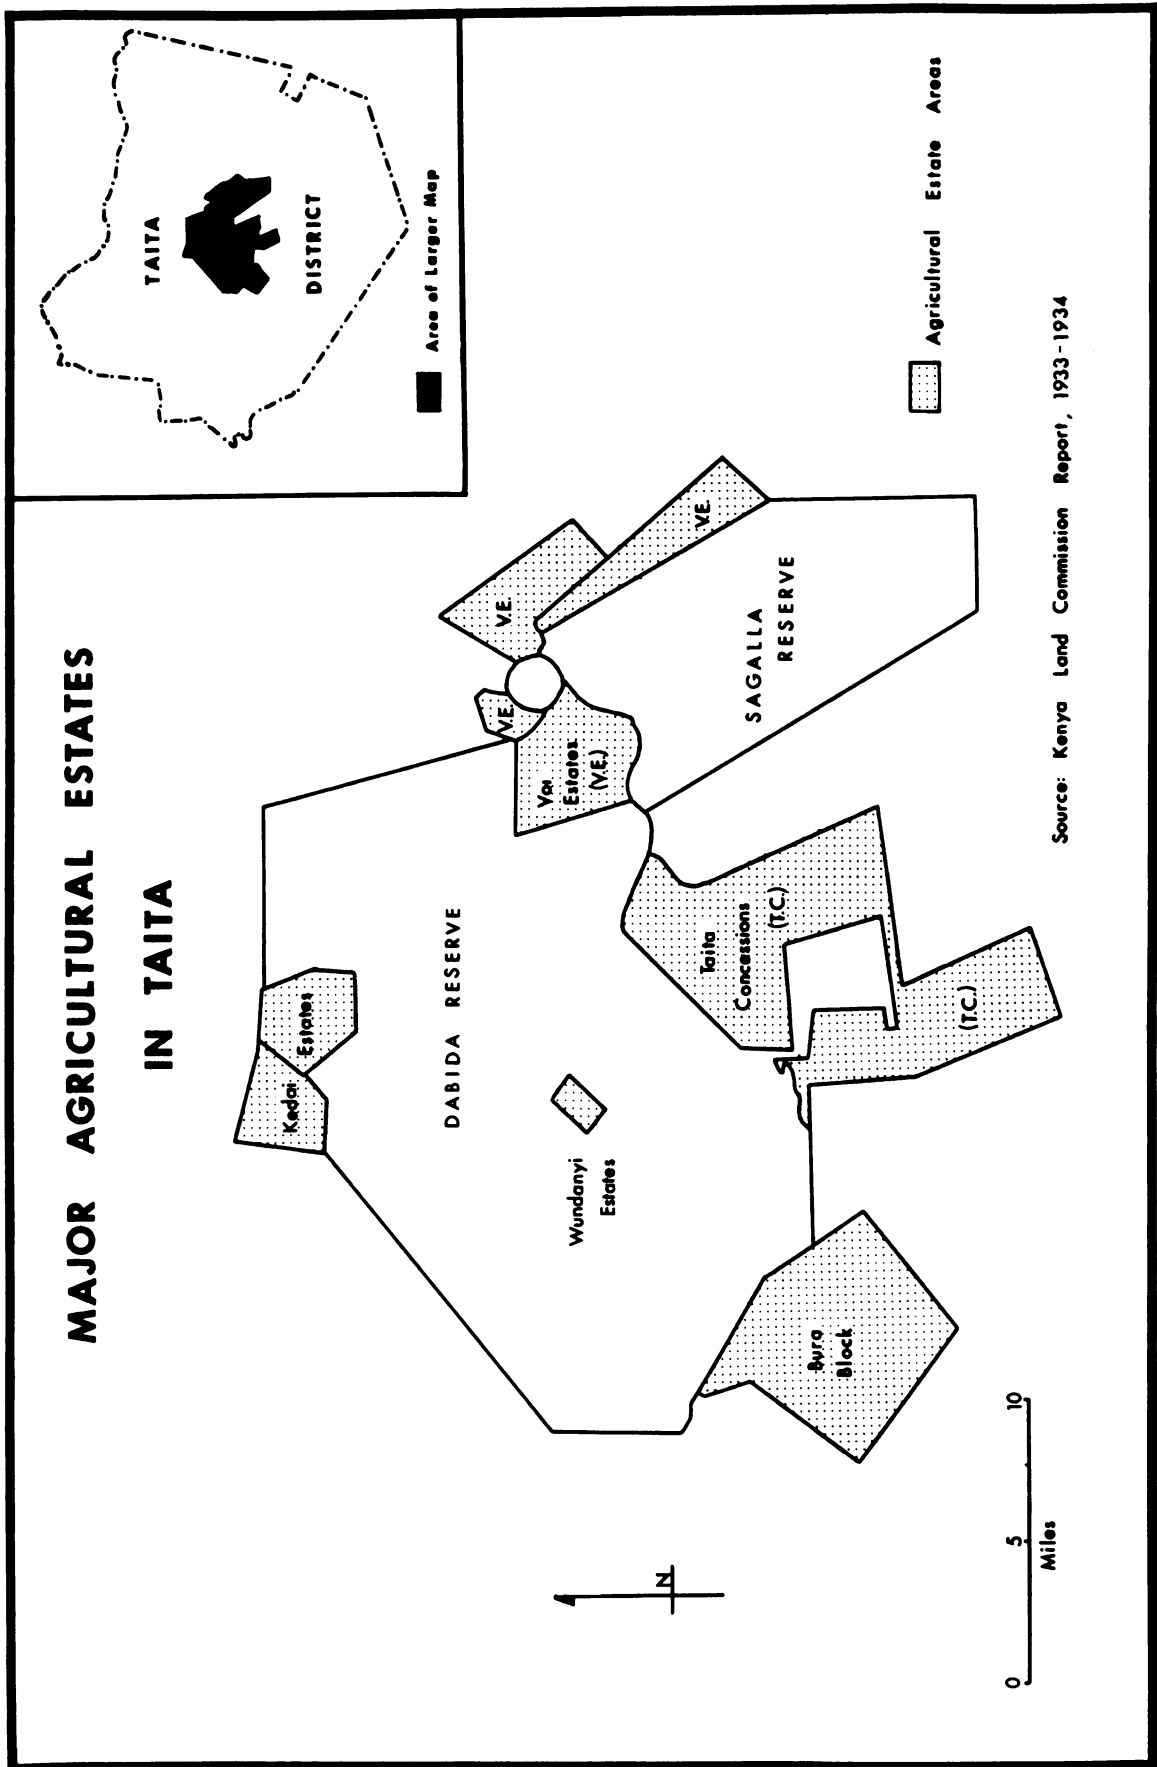 MAJOR AGRICULTURAL ESTATES
IN TAITA
TAITA
DISTRICT
Area of Larger Map
Kedai
Estates
DABIDA RESERVE
V.E.
V.E.
Voi
Estates
(V.E.)
V.E.
Wundanyi
Estates
Taita
Concessions
(T.C.)
SAGALLA
RESERVE
(T.C.)
Bura
Block
N
Agricultural Estate Areas
0 5 10
Miles
Source: Kenya Land Commission Report, 1933-1934